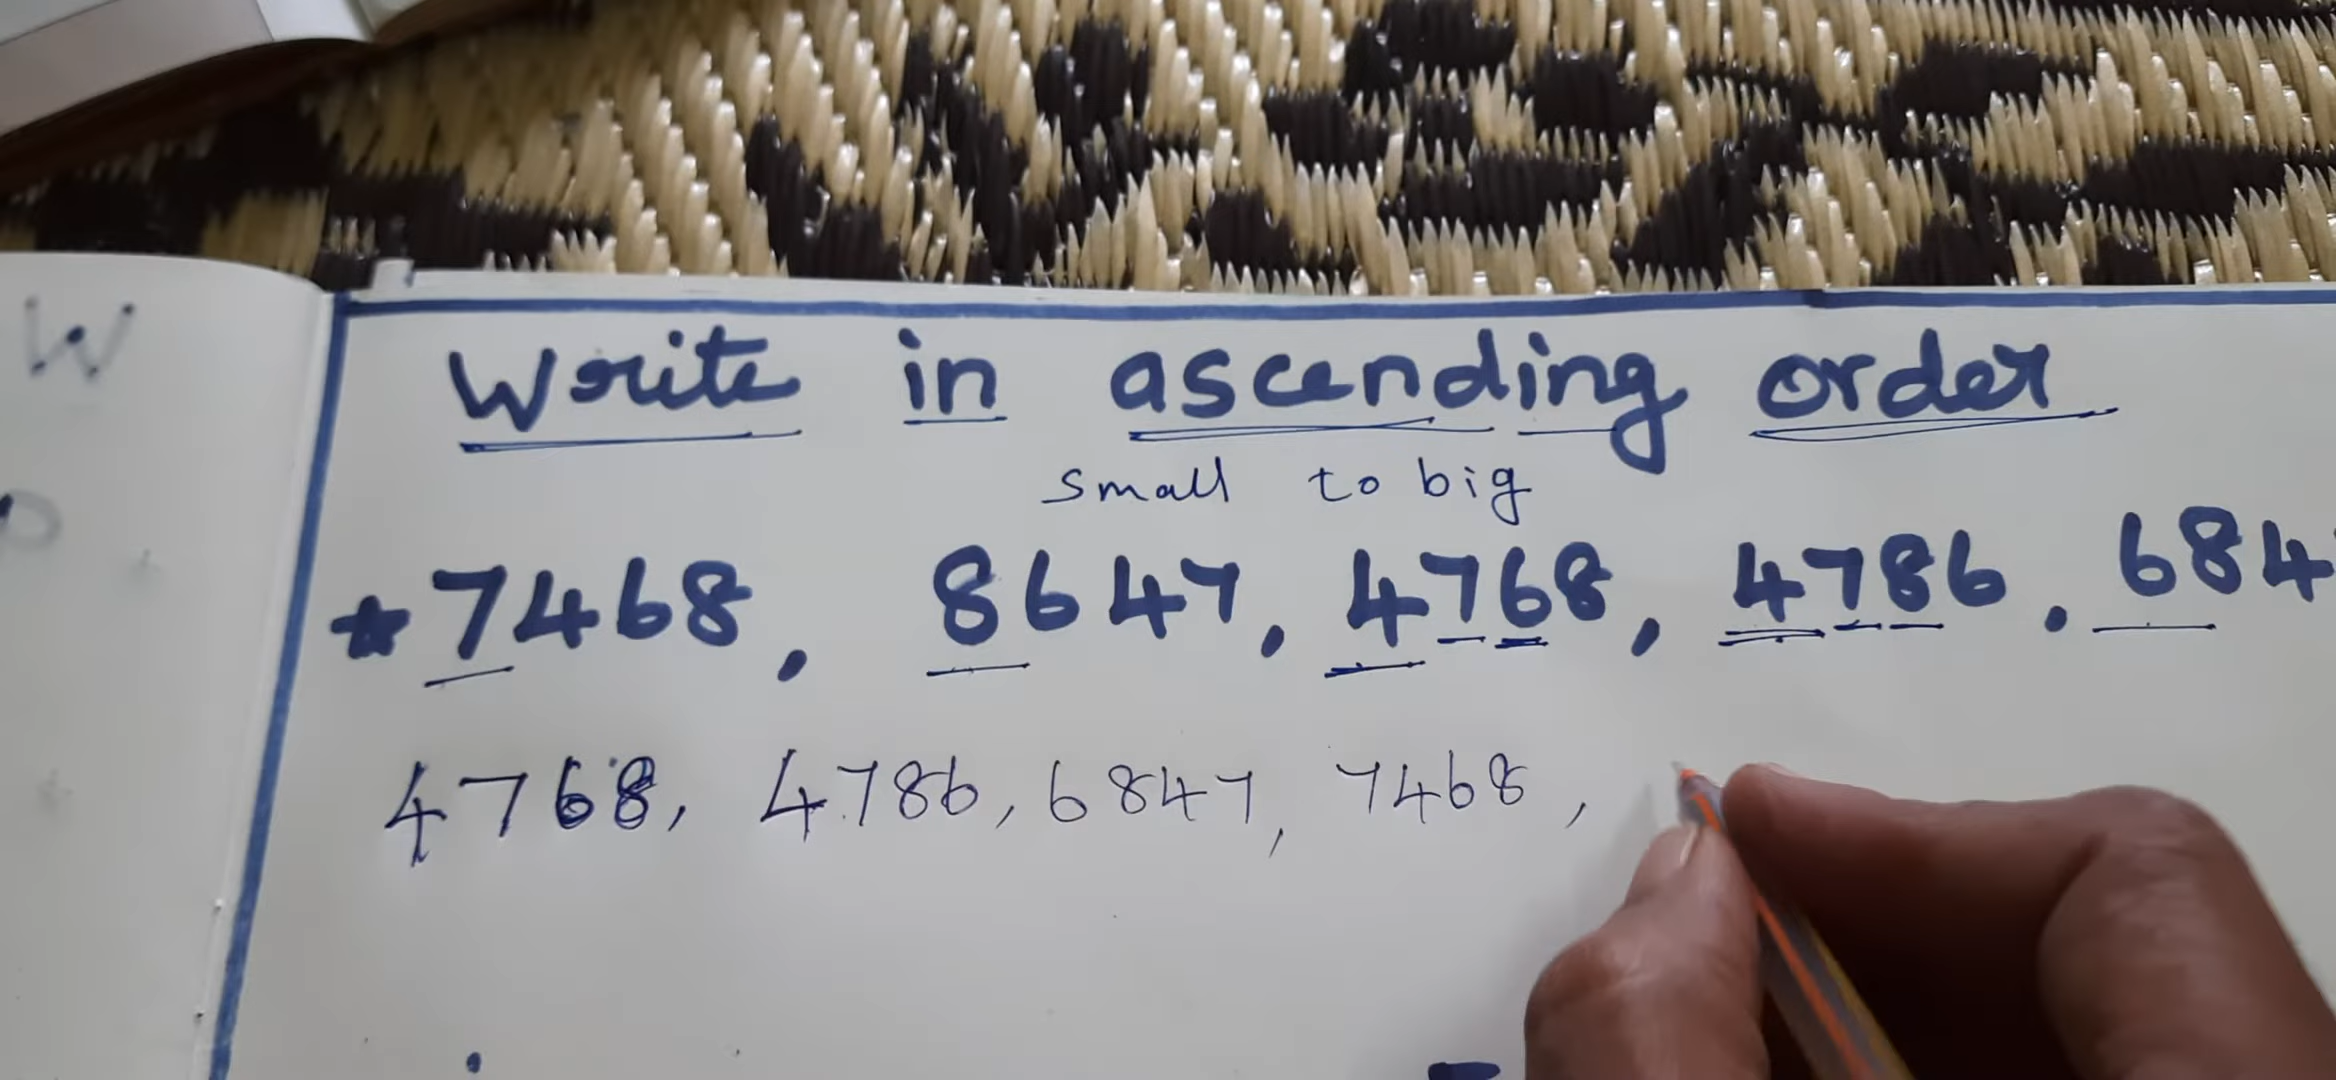 W
Write in ascending order
small to big
*7468, 8647, 4768, 4786, 684
4768, 4786, 6847, 7468,